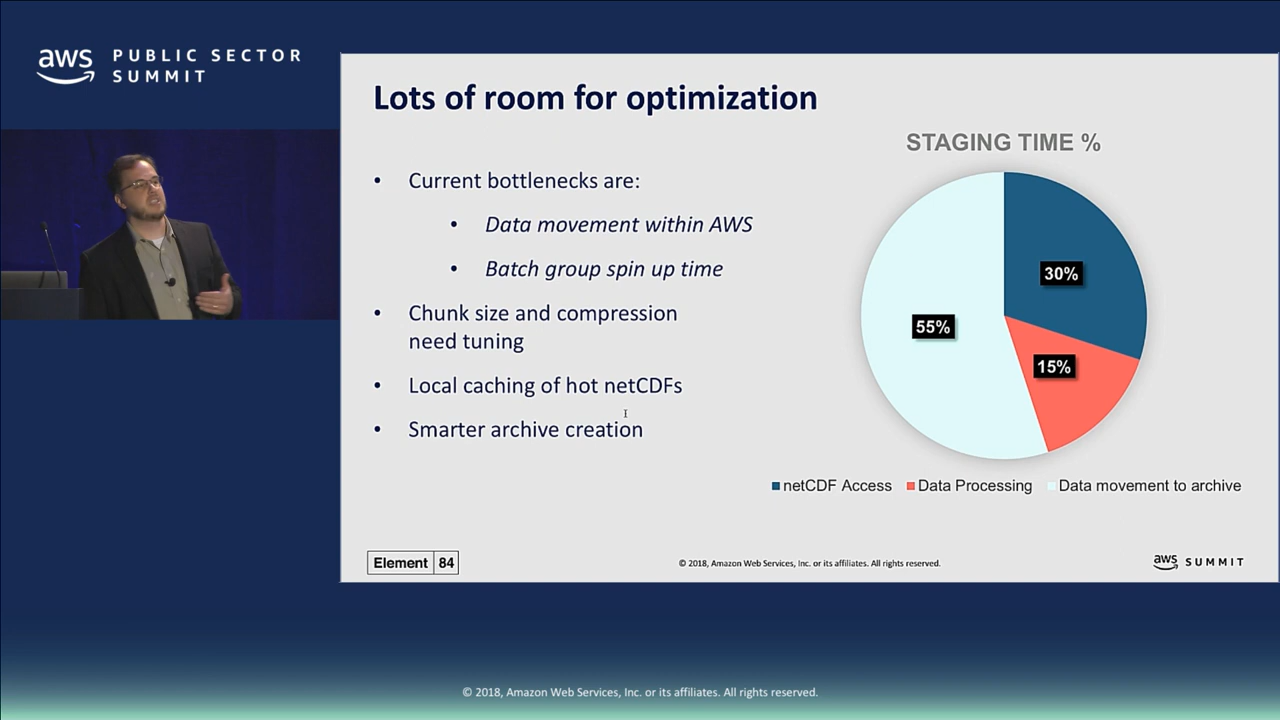 aws PUBLIC SECTOR
SUMMIT
Lots of room for optimization
• Current bottlenecks are:
• Data movement within AWS
• Batch group spin up time
• Chunk size and compression
need tuning
• Local caching of hot netCDFs
• Smarter archive creation
STAGING TIME %
30%
55%
15%
netCDF Access Data Processing Data movement to archive
Element 84
© 2018, Amazon Web Services, Inc. or its affiliates. All rights reserved.
aws SUMMIT
© 2018, Amazon Web Services, Inc. or its affiliates. All rights reserved.